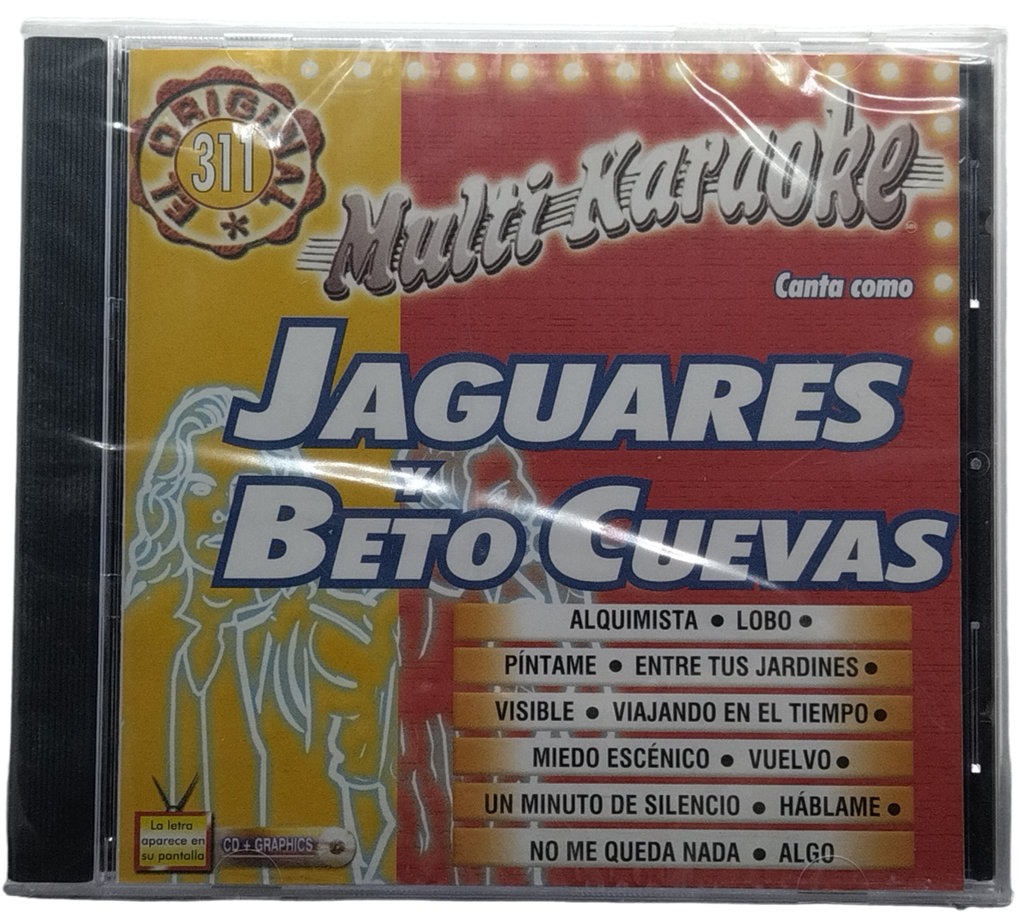 EL ORIGINAL *
311
Multi Karaoke
Canta como
JAGUARES
Y
BETO CUEVAS
ALQUIMISTA • LOBO •
PÍNTAME • ENTRE TUS JARDINES •
VISIBLE • VIAJANDO EN EL TIEMPO •
MIEDO ESCÉNICO • VUELVO •
UN MINUTO DE SILENCIO • HÁBLAME •
NO ME QUEDA NADA • ALGO
La letra
aparece en
su pantalla
CD + GRAPHICS